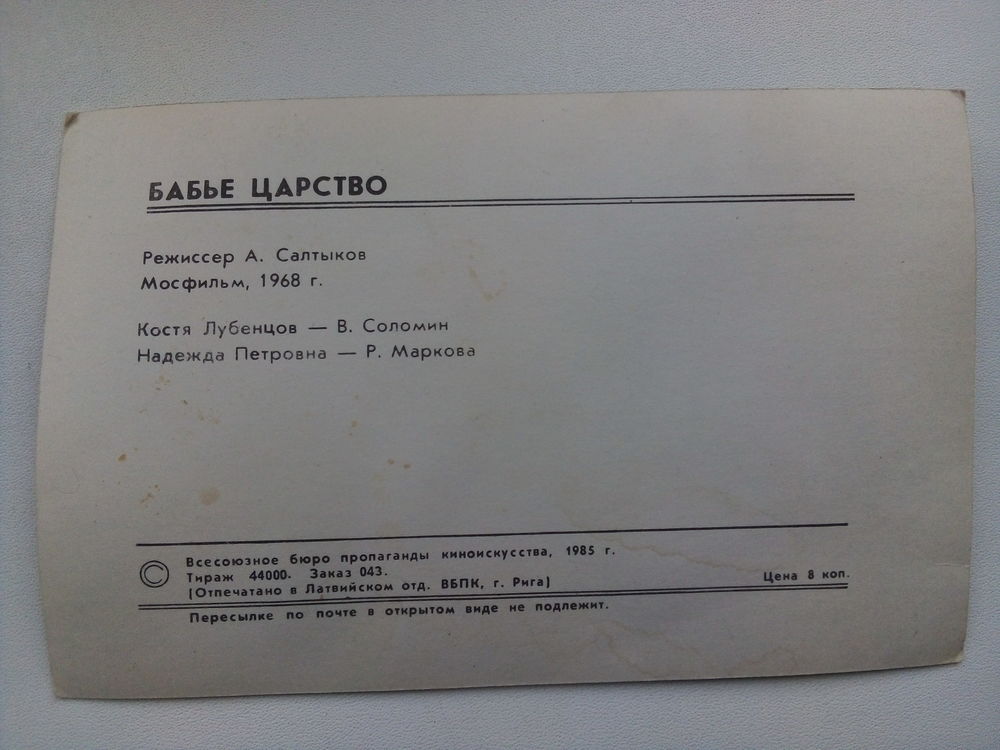 БАБЬЕ ЦАРСТВО
Режиссер А. Салтыков
Мосфильм, 1968 г.
Костя Лубенцов — В. Соломин
Надежда Петровна — Р. Маркова
© Всесоюзное бюро пропаганды киноискусства, 1985 г.
Тираж 44000. Заказ 043.
(Отпечатано в Латвийском отд. ВБПК, г. Рига)
Цена 8 коп.
Пересылке по почте в открытом виде не подлежит.